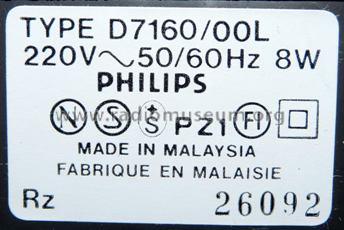 TYPE D7160/00L
220V~50/60Hz 8W
PHILIPS
N S S PZ1 FI
www.radiomuseum.org
MADE IN MALAYSIA
FABRIQUE EN MALAISIE
Rz 26092